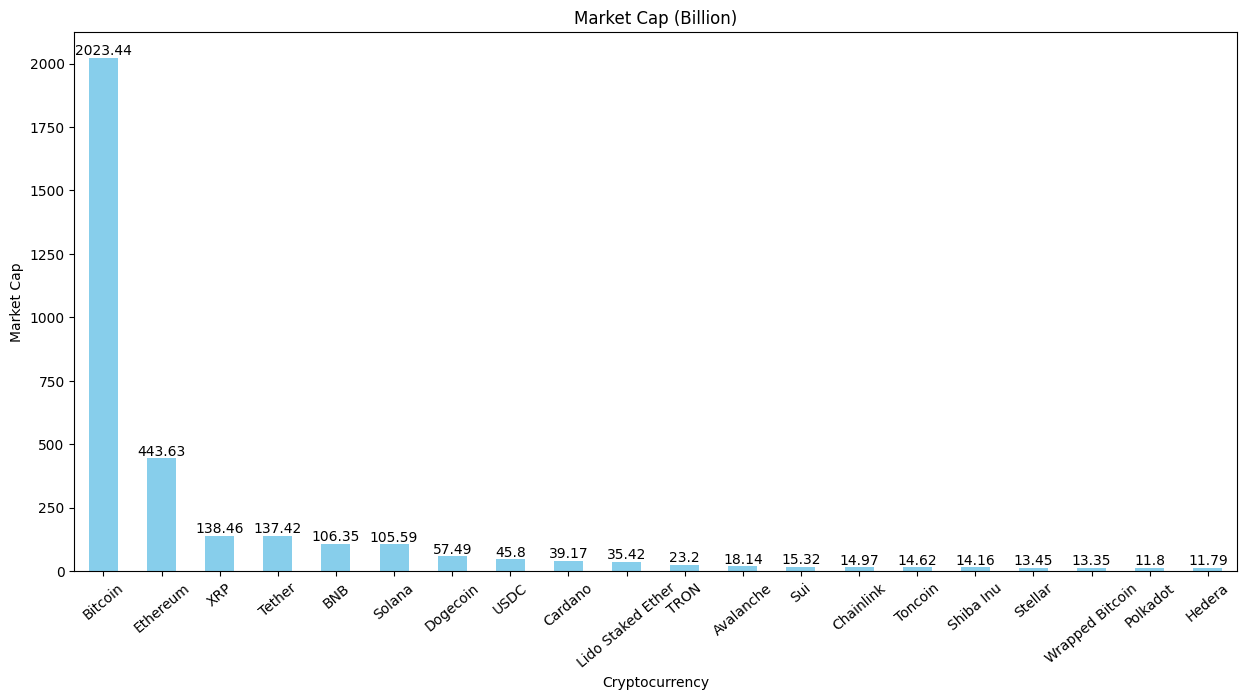 Market Cap (Billion)
Market Cap
2000
1750
1500
1250
1000
750
500
250
0
2023.44
443.63
138.46
137.42
106.35
105.59
57.49
45.8
39.17
35.42
23.2
18.14
15.32
14.97
14.62
14.16
13.45
13.35
11.8
11.79
Bitcoin
Ethereum
XRP
Tether
BNB
Solana
Dogecoin
USDC
Cardano
Lido Staked Ether
TRON
Avalanche
Sui
Chainlink
Toncoin
Shiba Inu
Stellar
Wrapped Bitcoin
Polkadot
Hedera
Cryptocurrency